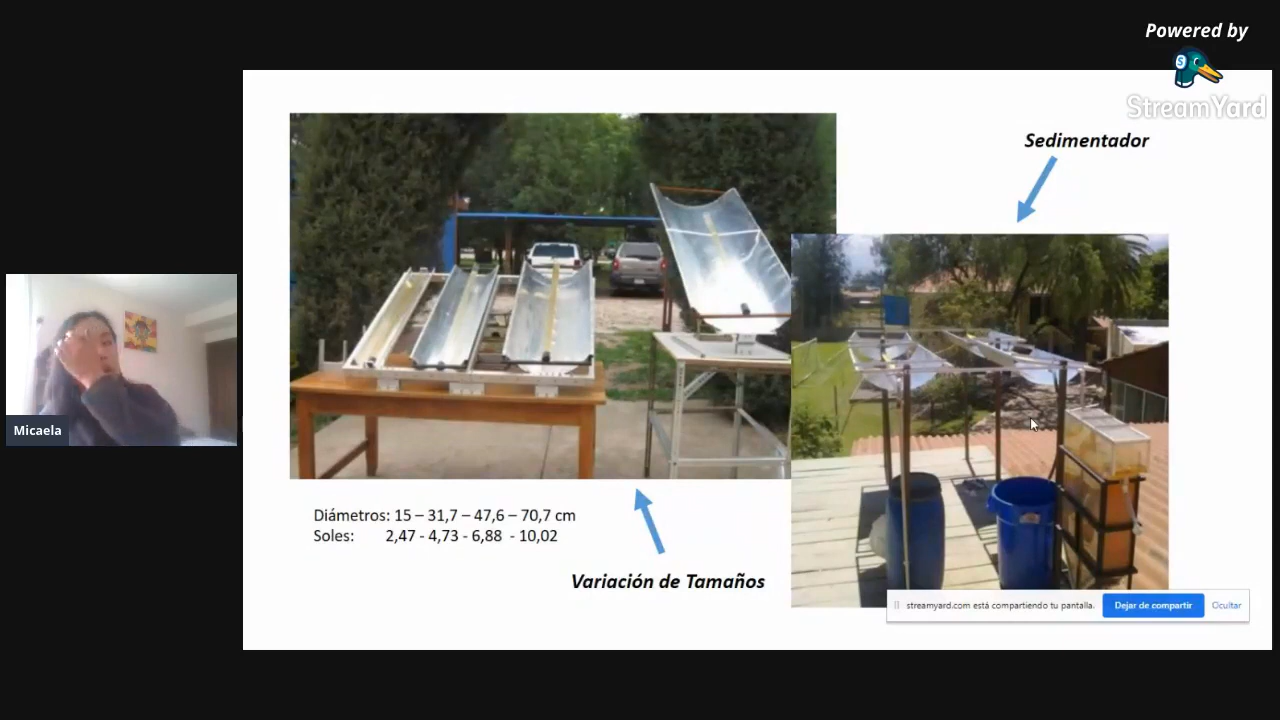 Powered by
StreamYard
Sedimentador
Micaela
Diámetros: 15 – 31,7 – 47,6 – 70,7 cm
Soles: 2,47 - 4,73 - 6,88 - 10,02
Variación de Tamaños
streamyard.com está compartiendo tu pantalla.
Dejar de compartir
Ocultar